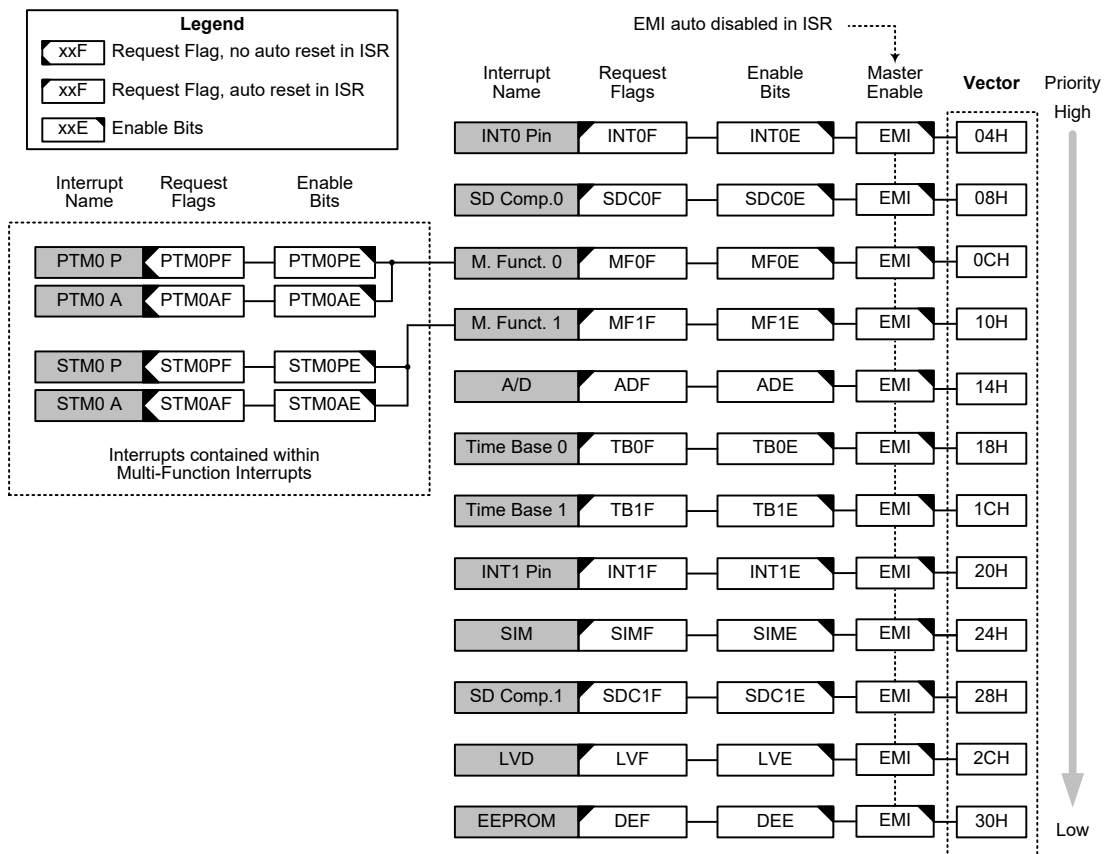 Legend
xxF Request Flag, no auto reset in ISR
xxF Request Flag, auto reset in ISR
xxE Enable Bits
EMI auto disabled in ISR
Interrupt Name
Request Flags
Enable Bits
Master Enable
Vector
Priority
High
INT0 Pin INT0F INT0E EMI 04H
SD Comp.0 SDC0F SDC0E EMI 08H
M. Funct. 0 MF0F MF0E EMI 0CH
M. Funct. 1 MF1F MF1E EMI 10H
A/D ADF ADE EMI 14H
Time Base 0 TB0F TB0E EMI 18H
Time Base 1 TB1F TB1E EMI 1CH
INT1 Pin INT1F INT1E EMI 20H
SIM SIMF SIME EMI 24H
SD Comp.1 SDC1F SDC1E EMI 28H
LVD LVF LVE EMI 2CH
EEPROM DEF DEE EMI 30H
Low
Interrupt Name
Request Flags
Enable Bits
PTM0 P PTM0PF PTM0PE
PTM0 A PTM0AF PTM0AE
STM0 P STM0PF STM0PE
STM0 A STM0AF STM0AE
Interrupts contained within
Multi-Function Interrupts